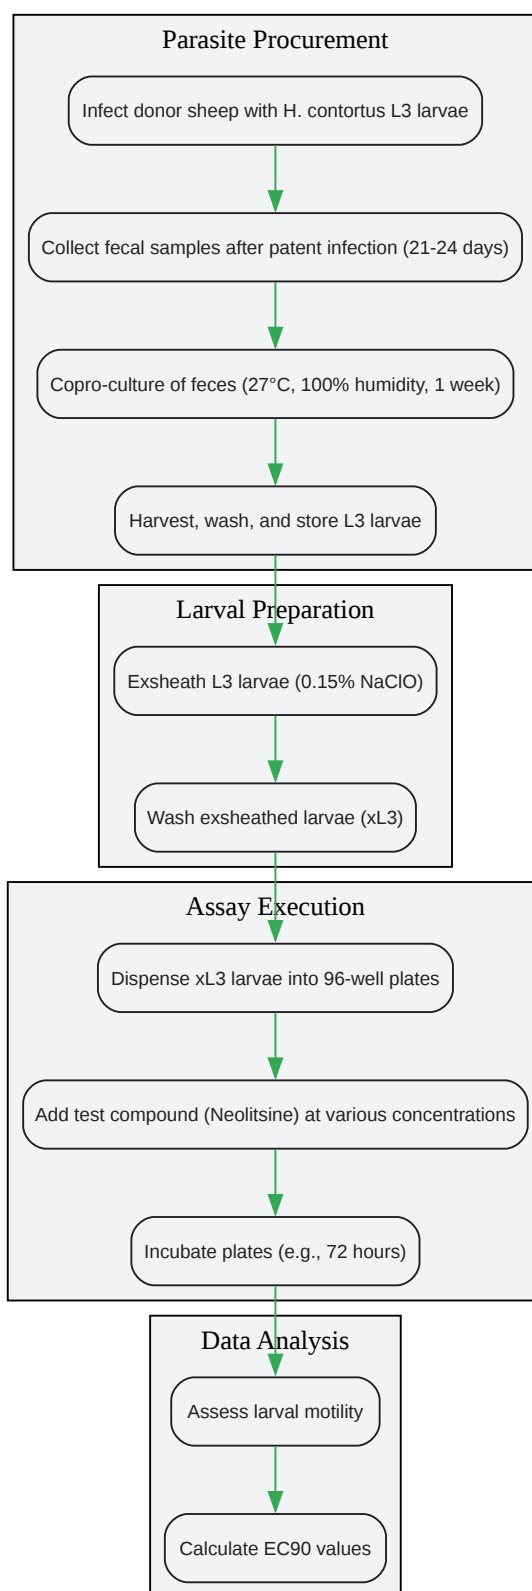 Parasite Procurement
Infect donor sheep with H. contortus L3 larvae
Collect fecal samples after patent infection (21-24 days)
Copro-culture of feces (27°C, 100% humidity, 1 week)
Harvest, wash, and store L3 larvae
Larval Preparation
Exsheath L3 larvae (0.15% NaClO)
Wash exsheathed larvae (xL3)
Assay Execution
Dispense xL3 larvae into 96-well plates
Add test compound (Neolitsine) at various concentrations
Incubate plates (e.g., 72 hours)
Data Analysis
Assess larval motility
Calculate EC90 values